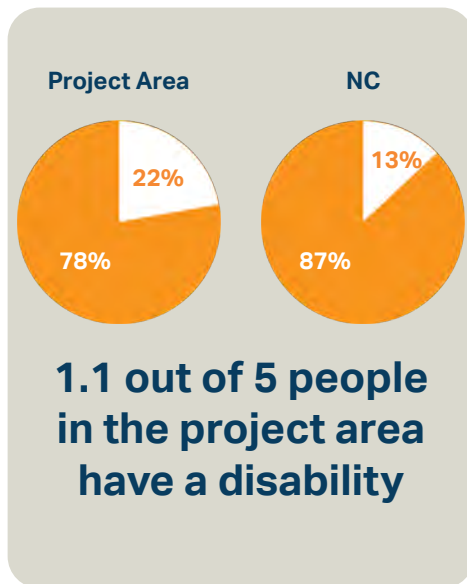 Project Area
NC
22%
13%
78%
87%
1.1 out of 5 people
in the project area
have a disability